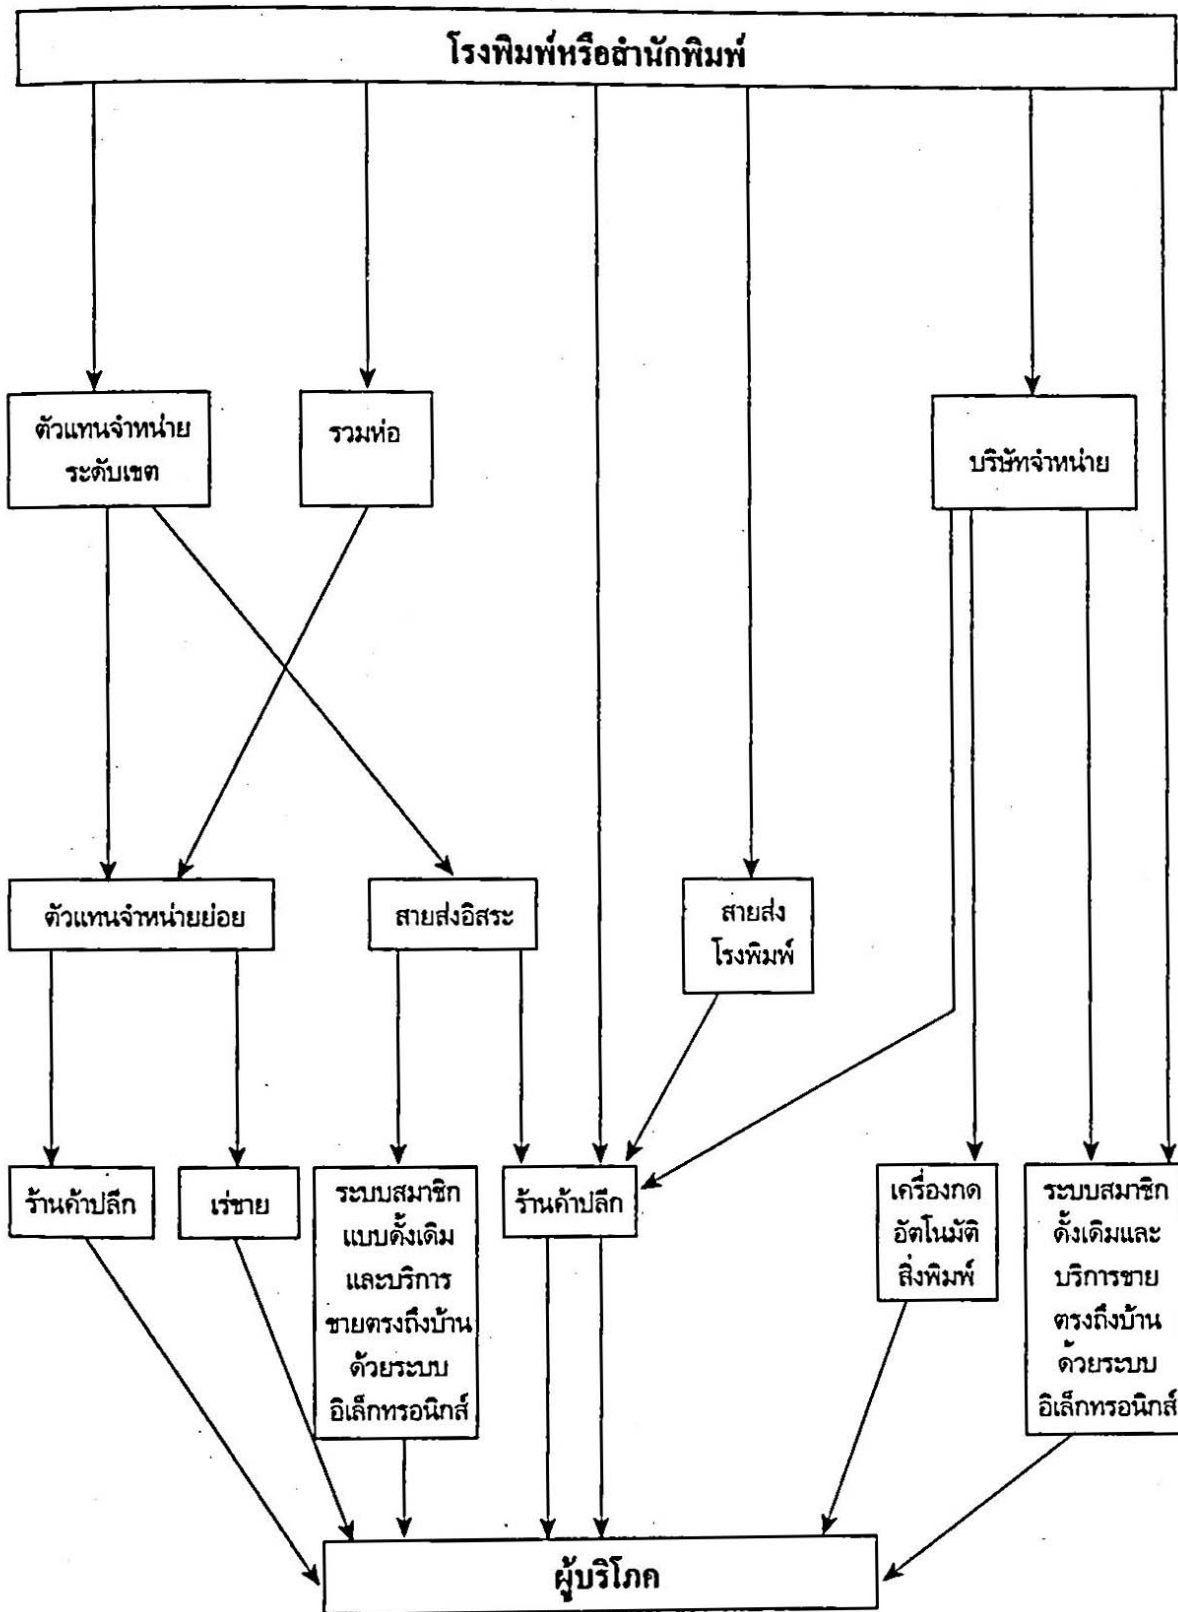 โรงพิมพ์หรือสำนักพิมพ์
ตัวแทนจำหน่าย
ระดับเขต
รวมห่อ
บริษัทจำหน่าย
ตัวแทนจำหน่ายย่อย
สายส่งอิสระ
สายส่ง
โรงพิมพ์
ร้านค้าปลีก
เร่ขาย
ระบบสมาชิก
แบบดั้งเดิม
และบริการ
ขายตรงถึงบ้าน
ด้วยระบบ
อิเล็กทรอนิกส์
ร้านค้าปลีก
เครื่องกด
อัตโนมัติ
สิ่งพิมพ์
ระบบสมาชิก
ดั้งเดิมและ
บริการขาย
ตรงถึงบ้าน
ด้วยระบบ
อิเล็กทรอนิกส์
ผู้บริโภค